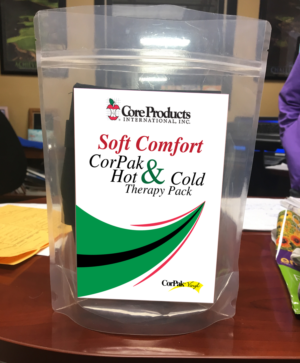 Core Products
INTERNATIONAL, INC.
Soft Comfort
CorPak
Hot & Cold
Therapy Pack
CorPak